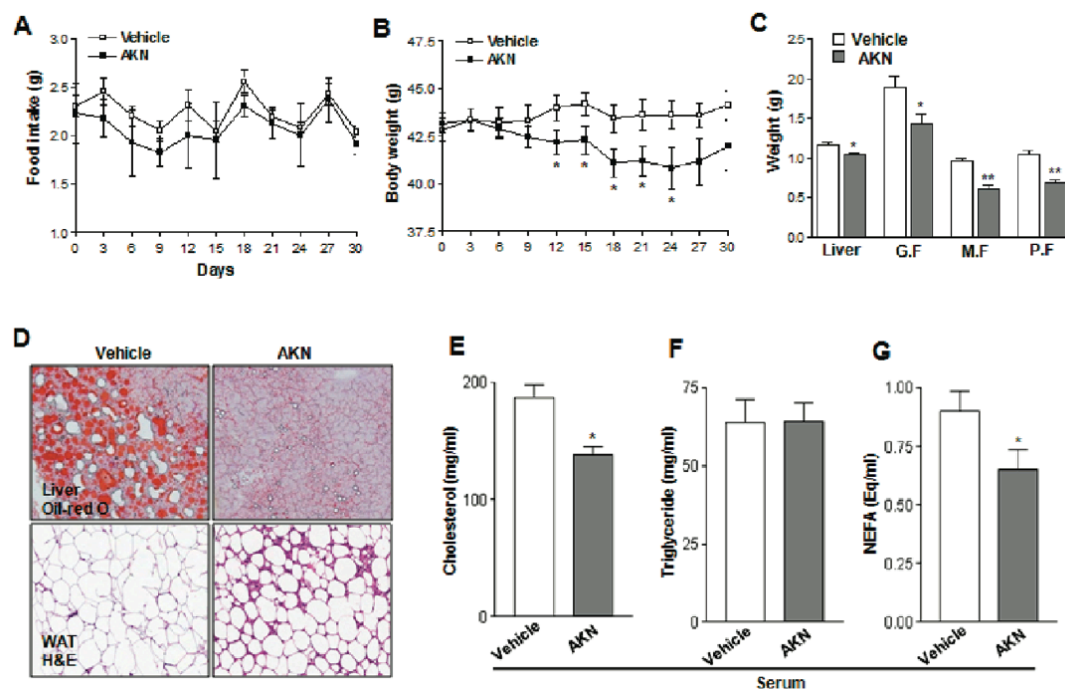 A
Vehicle
AKN
Food intake (g)
3.0
2.5
2.0
1.5
1.0
0 3 6 9 12 15 18 21 24 27 30
Days
B
Vehicle
AKN
Body weight (g)
47.5
45.0
42.5
40.0
37.5
* * * * *
0 3 6 9 12 15 18 21 24 27 30
C
Vehicle
AKN
Weight (g)
2.5
2.0
1.5
1.0
0.5
0.0
* * ** **
Liver G.F M.F P.F
D
Vehicle AKN
Liver
Oil-red O
WAT
H&E
E
Cholesterol (mg/ml)
200
100
0
*
Vehicle AKN
F
Triglyceride (mg/ml)
75
50
25
0
Vehicle AKN
G
NEFA (Eq/ml)
1.00
0.75
0.50
0.25
0.00
*
Vehicle AKN
Serum